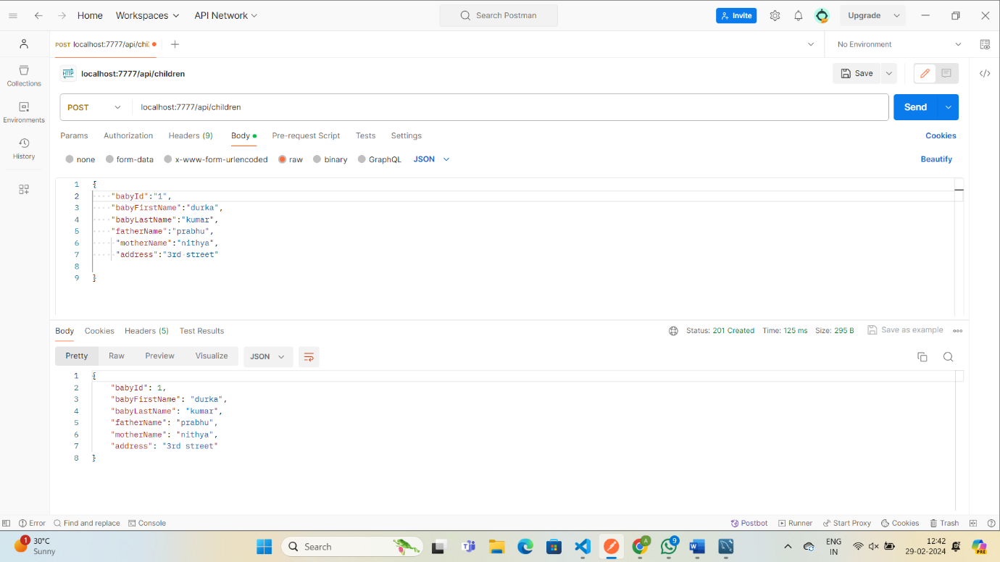 Home Workspaces API Network Search Postman Invite Upgrade
POST localhost:7777/api/chi No Environment
HTTP localhost:7777/api/children Save
Collections
Environments
History
POST localhost:7777/api/children Send
Params Authorization Headers (9) Body Pre-request Script Tests Settings Cookies
none form-data x-www-form-urlencoded raw binary GraphQL JSON Beautify
1 {
2 "babyId":"1",
3 "babyFirstName":"durka",
4 "babyLastName":"kumar",
5 "fatherName":"prabhu",
6 "motherName":"nithya",
7 "address":"3rd street"
8
9 }
Body Cookies Headers (5) Test Results Status: 201 Created Time: 125 ms Size: 295 B Save as example
Pretty Raw Preview Visualize JSON
1 {
2 "babyId": 1,
3 "babyFirstName": "durka",
4 "babyLastName": "kumar",
5 "fatherName": "prabhu",
6 "motherName": "nithya",
7 "address": "3rd street"
8 }
Error Find and replace Console Postbot Runner Start Proxy Cookies Trash
1 30°C
Sunny
Search
A
9
ENG
IN
12:42
29-02-2024
PRE